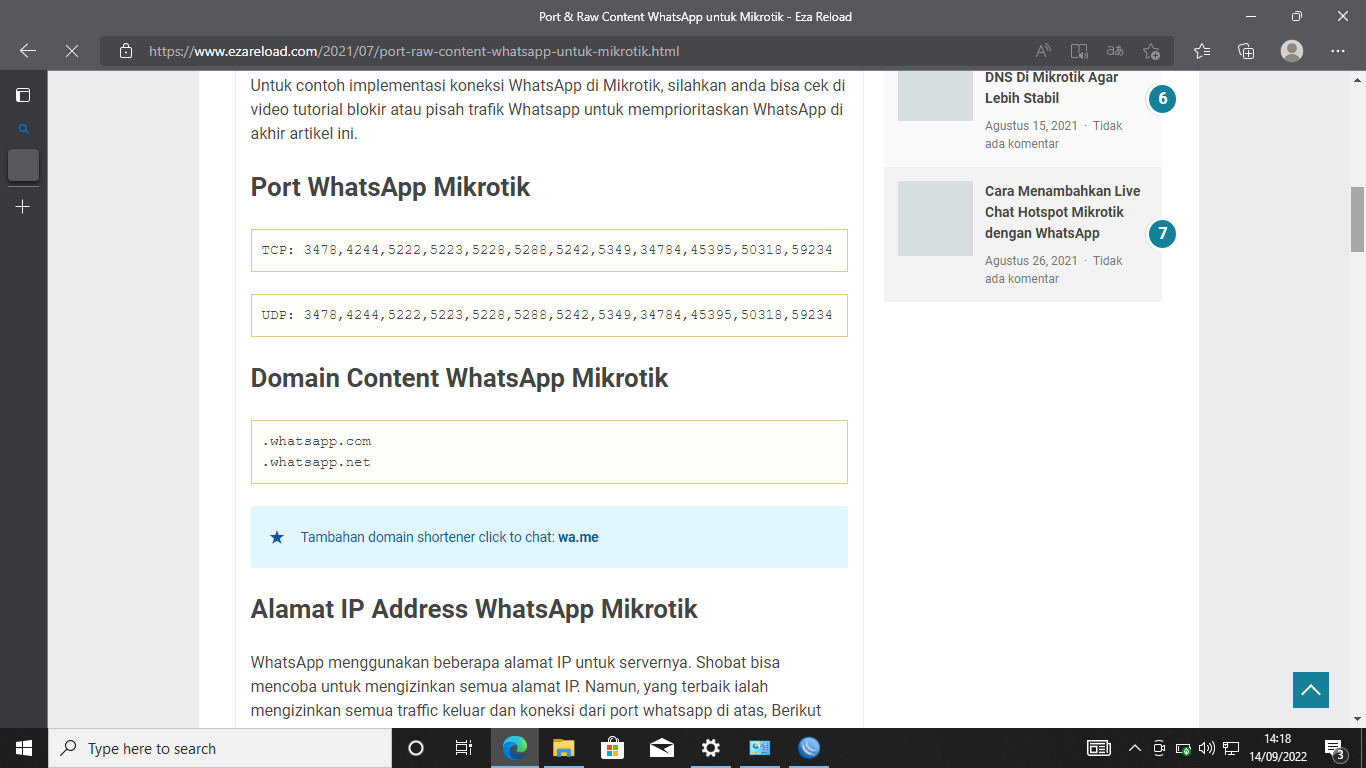 Port & Raw Content WhatsApp untuk Mikrotik - Eza Reload
https://www.ezareload.com/2021/07/port-raw-content-whatsapp-untuk-mikrotik.html
Untuk contoh implementasi koneksi WhatsApp di Mikrotik, silahkan anda bisa cek di
video tutorial blokir atau pisah trafik Whatsapp untuk memprioritaskan WhatsApp di
akhir artikel ini.
Port WhatsApp Mikrotik
TCP: 3478,4244,5222,5223,5228,5288,5242,5349,34784,45395,50318,59234
UDP: 3478,4244,5222,5223,5228,5288,5242,5349,34784,45395,50318,59234
Domain Content WhatsApp Mikrotik
.whatsapp.com
.whatsapp.net
★ Tambahan domain shortener click to chat: wa.me
Alamat IP Address WhatsApp Mikrotik
WhatsApp menggunakan beberapa alamat IP untuk servernya. Shobat bisa
mencoba untuk mengizinkan semua alamat IP. Namun, yang terbaik ialah
mengizinkan semua traffic keluar dan koneksi dari port whatsapp di atas, Berikut
DNS Di Mikrotik Agar
Lebih Stabil
6
Agustus 15, 2021 · Tidak
ada komentar
Cara Menambahkan Live
Chat Hotspot Mikrotik
dengan WhatsApp
7
Agustus 26, 2021 · Tidak
ada komentar
Type here to search
14:18
14/09/2022
3